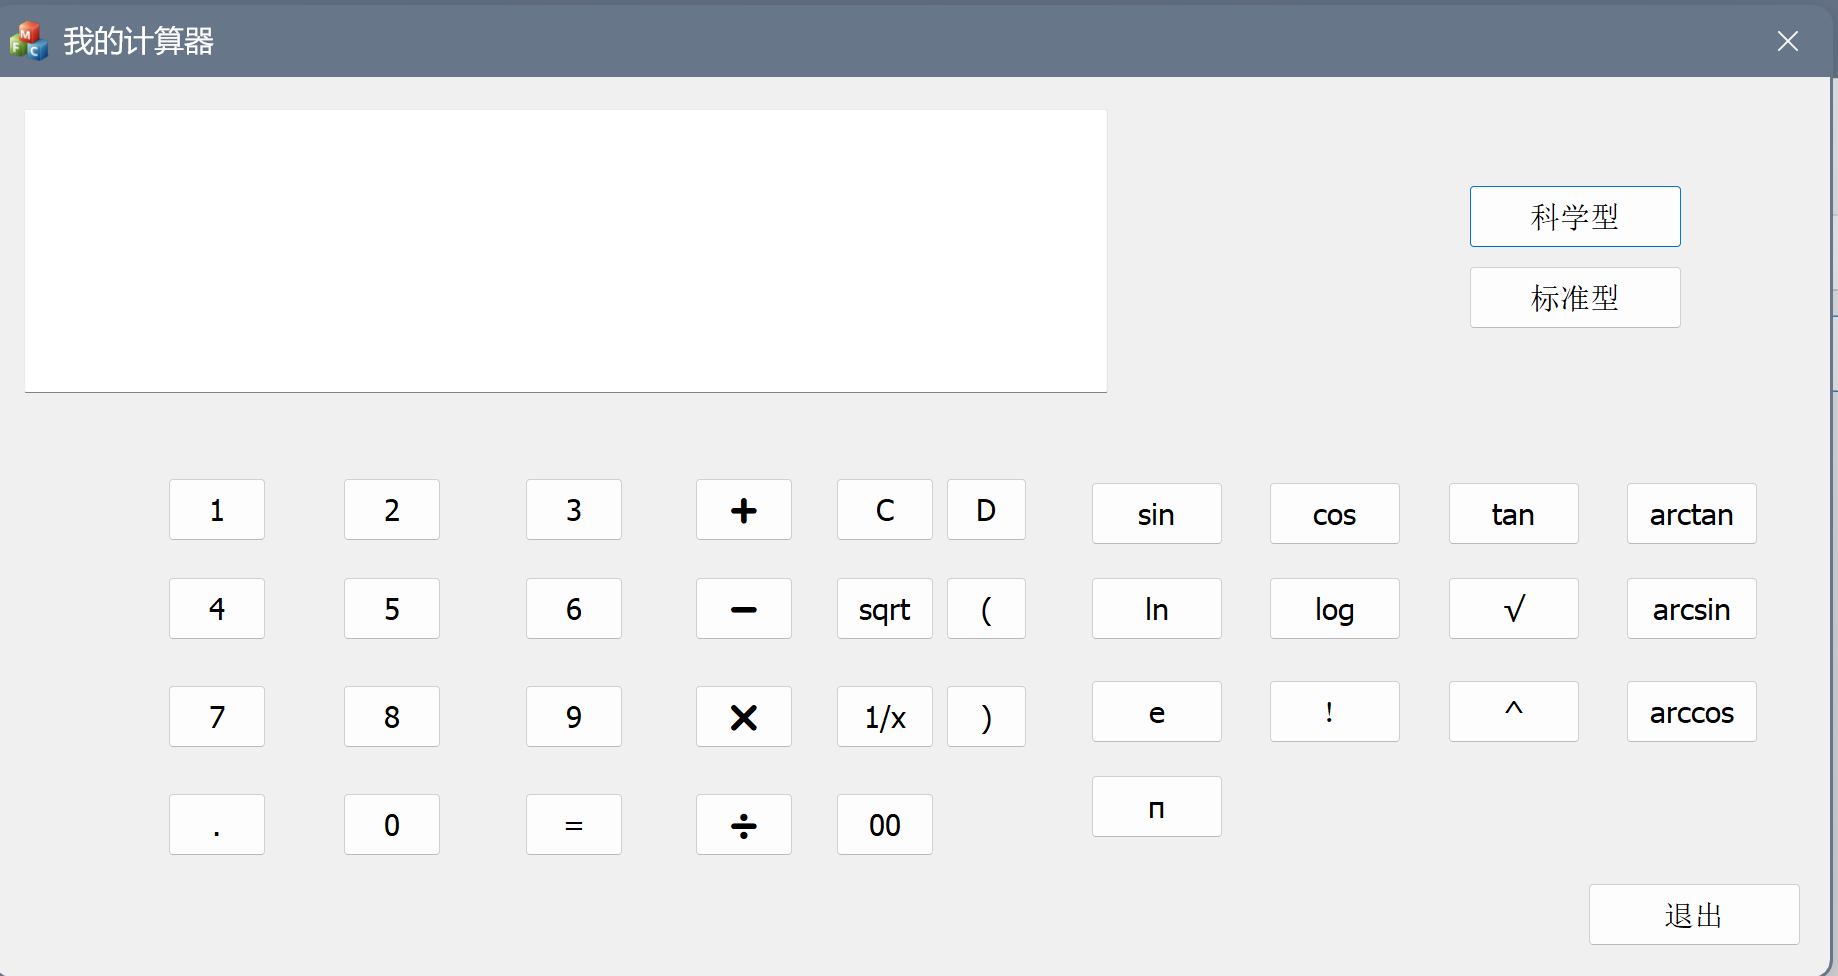 我的计算器
科学型
标准型
1 2 3 + C D sin cos tan arctan
4 5 6 − sqrt ( ln log √ arcsin
7 8 9 × 1/x ) e ! ^ arccos
. 0 = ÷ 00 п
退出